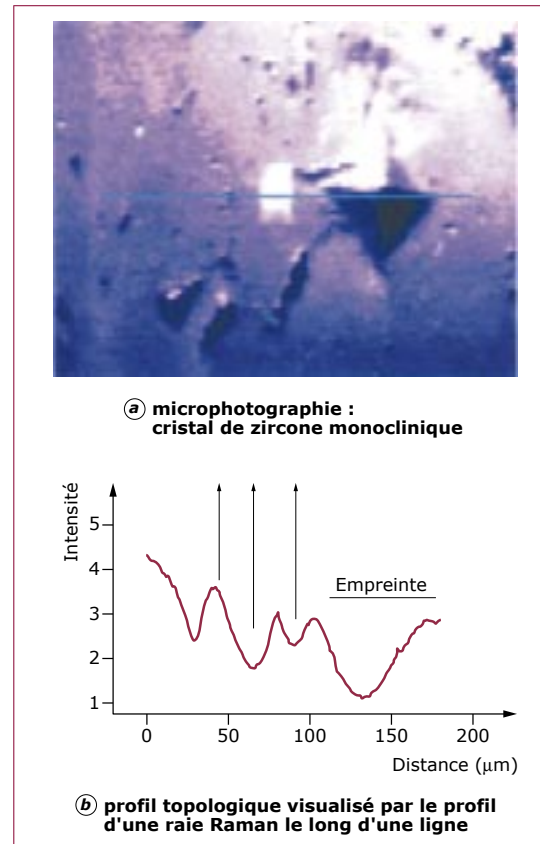 a microphotographie :
cristal de zircone monoclinique
Intensité
5
4
3
2
1
Empreinte
0 50 100 150 200
Distance (μm)
b profil topologique visualisé par le profil
d'une raie Raman le long d'une ligne